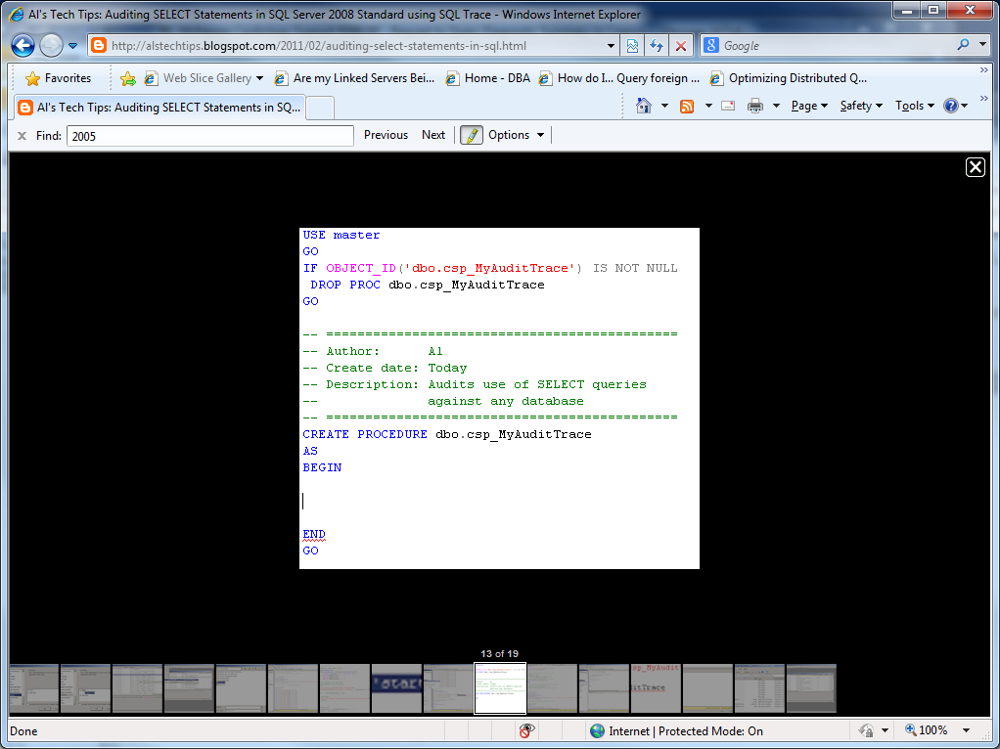 Al's Tech Tips: Auditing SELECT Statements in SQL Server 2008 Standard using SQL Trace - Windows Internet Explorer
http://alstechtips.blogspot.com/2011/02/auditing-select-statements-in-sql.html
Google
Favorites
Web Slice Gallery
Are my Linked Servers Bei...
Home - DBA
How do I... Query foreign ...
Optimizing Distributed Q...
Al's Tech Tips: Auditing SELECT Statements in SQ...
Page
Safety
Tools
Find: 2005
Previous
Next
Options
USE master
GO
IF OBJECT_ID('dbo.csp_MyAuditTrace') IS NOT NULL
DROP PROC dbo.csp_MyAuditTrace
GO
-- =============================================
-- Author: Al
-- Create date: Today
-- Description: Audits use of SELECT queries
-- against any database
-- =============================================
CREATE PROCEDURE dbo.csp_MyAuditTrace
AS
BEGIN
END
GO
13 of 19
'start
sp_MyAudit
itTrace'
Done
Internet | Protected Mode: On
100%